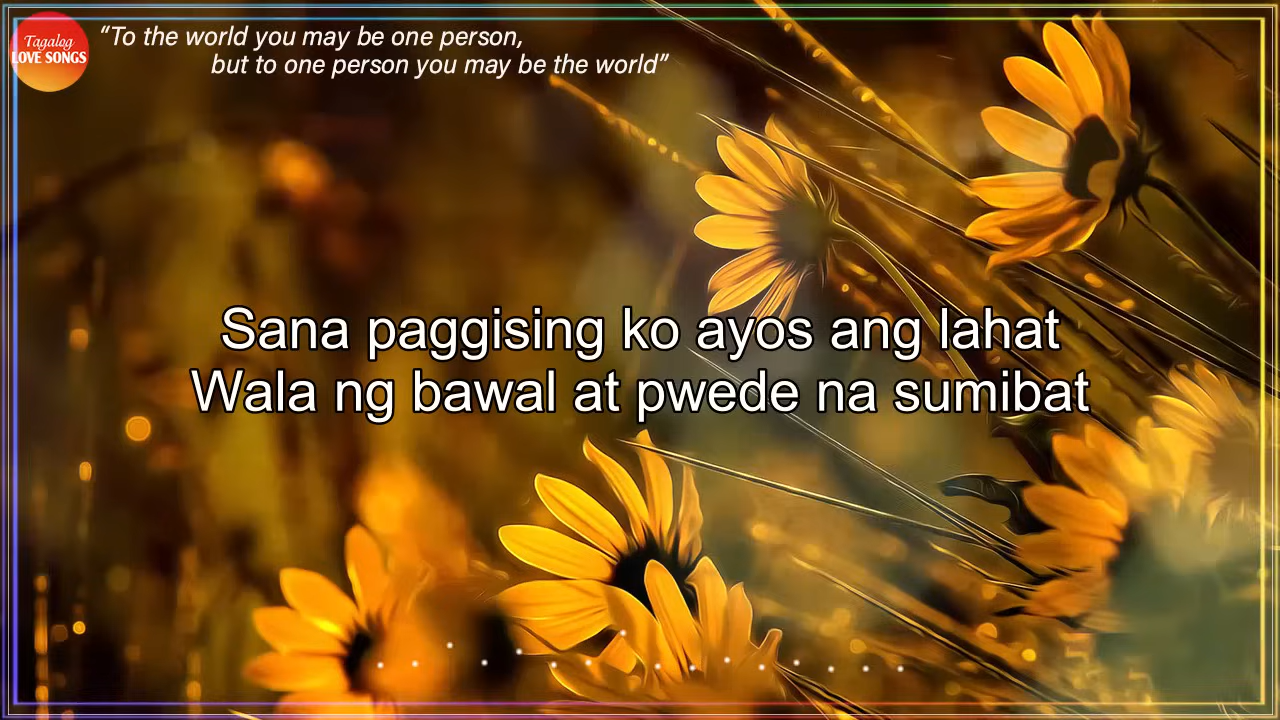 Tagalog
LOVE SONGS
“To the world you may be one person,
but to one person you may be the world”
Sana paggising ko ayos ang lahat
Wala ng bawal at pwede na sumibat